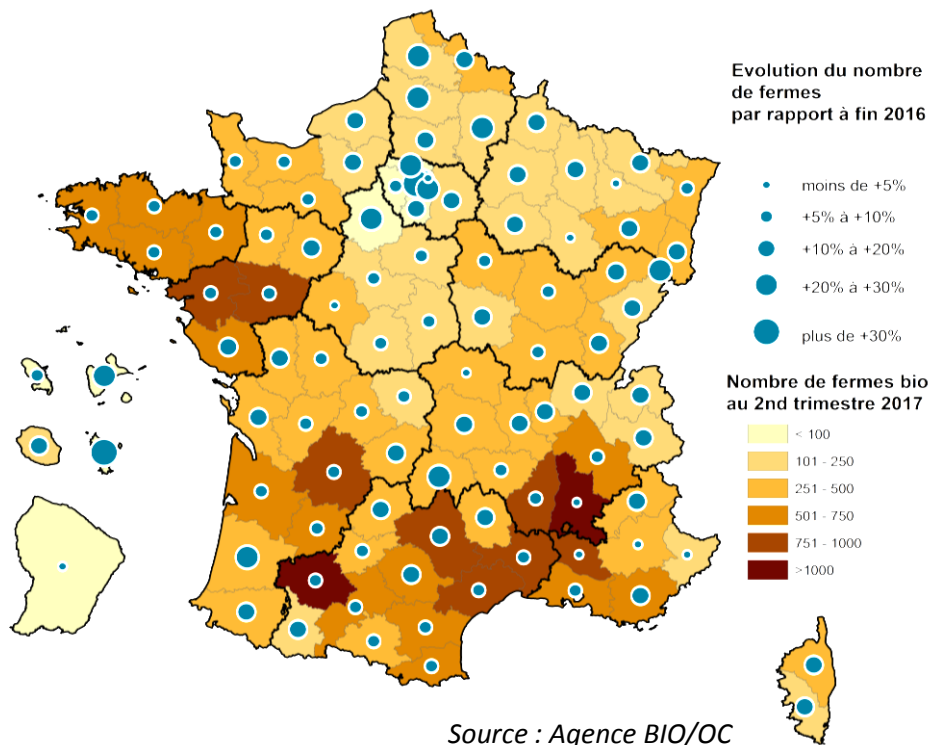 Evolution du nombre
de fermes
par rapport à fin 2016
moins de +5%
+5% à +10%
+10% à +20%
+20% à +30%
plus de +30%
Nombre de fermes bio
au 2nd trimestre 2017
< 100
101 - 250
251 - 500
501 - 750
751 - 1000
>1000
Source : Agence BIO/OC